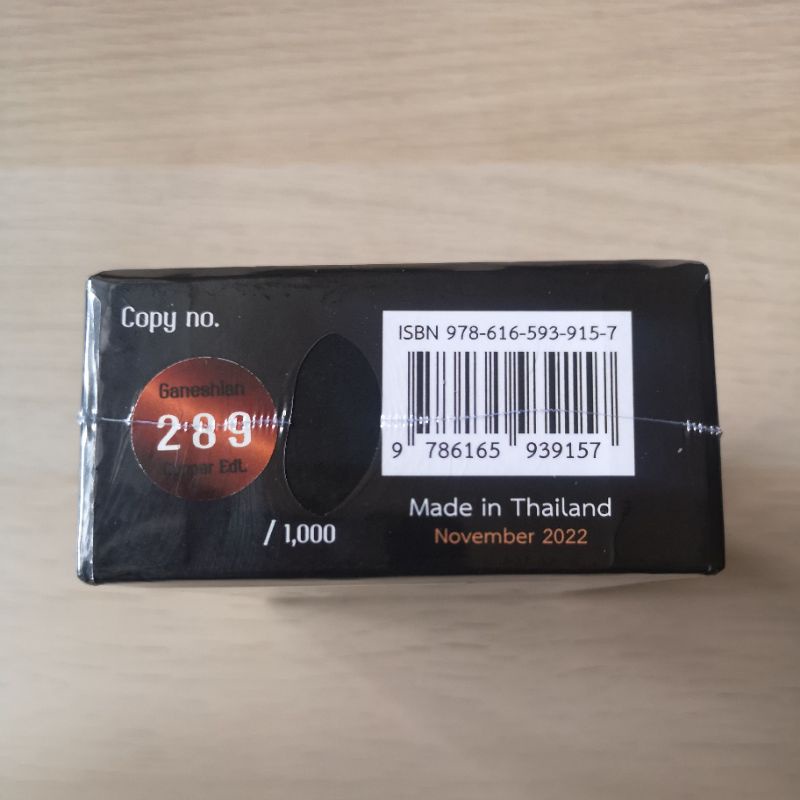 Copy no.
Ganeshian
289
Copper Edt.
/ 1,000
ISBN 978-616-593-915-7
9 786165 939157
Made in Thailand
November 2022